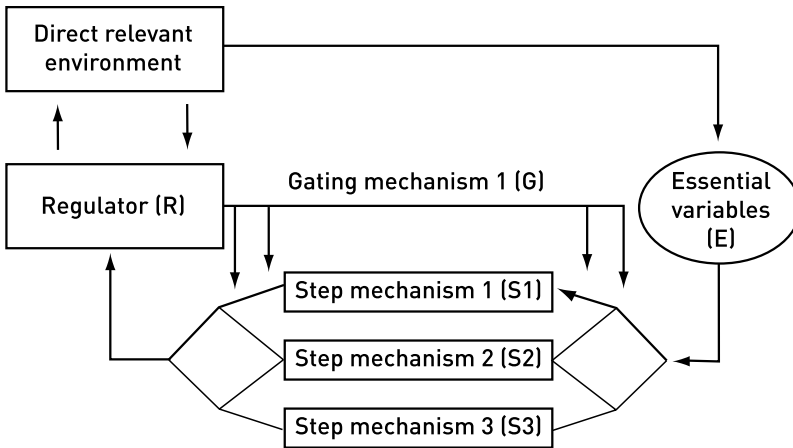 Direct relevant
environment
Regulator (R)
Gating mechanism 1 (G)
Essential
variables
(E)
Step mechanism 1 (S1)
Step mechanism 2 (S2)
Step mechanism 3 (S3)